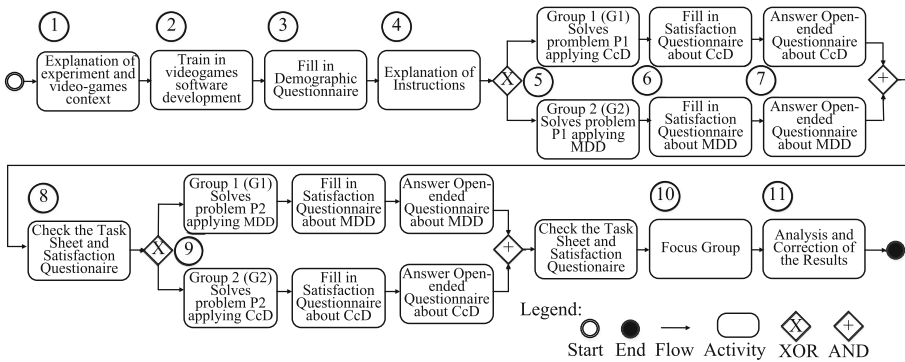 1
Explanation of
experiment and
video-games
context
2
Train in
videogames
software
development
3
Fill in
Demographic
Questionnaire
4
Explanation of
Instructions
X
5
Group 1 (G1)
Solves
promblem P1
applying CcD
Fill in
Satisfaction
Questionnaire
about CcD
Answer Open-
ended
Questionnaire
about CcD
6
7
Group 2 (G2)
Solves problem
P1 applying
MDD
Fill in
Satisfaction
Questionnaire
about MDD
Answer Open-
ended
Questionnaire
about MDD
+
8
Check the Task
Sheet and
Satisfaction
Questionaire
X
9
Group 1 (G1)
Solves
problem P2
applying MDD
Fill in
Satisfaction
Questionnaire
about MDD
Answer Open-
ended
Questionnaire
about MDD
Group 2 (G2)
Solves
problem P2
applying CcD
Fill in
Satisfaction
Questionnaire
about CcD
Answer Open-
ended
Questionnaire
about CcD
+
Check the Task
Sheet and
Satisfaction
Questionaire
10
Focus Group
11
Analysis and
Correction of
the Results
Legend:
X
+
Start End Flow Activity XOR AND